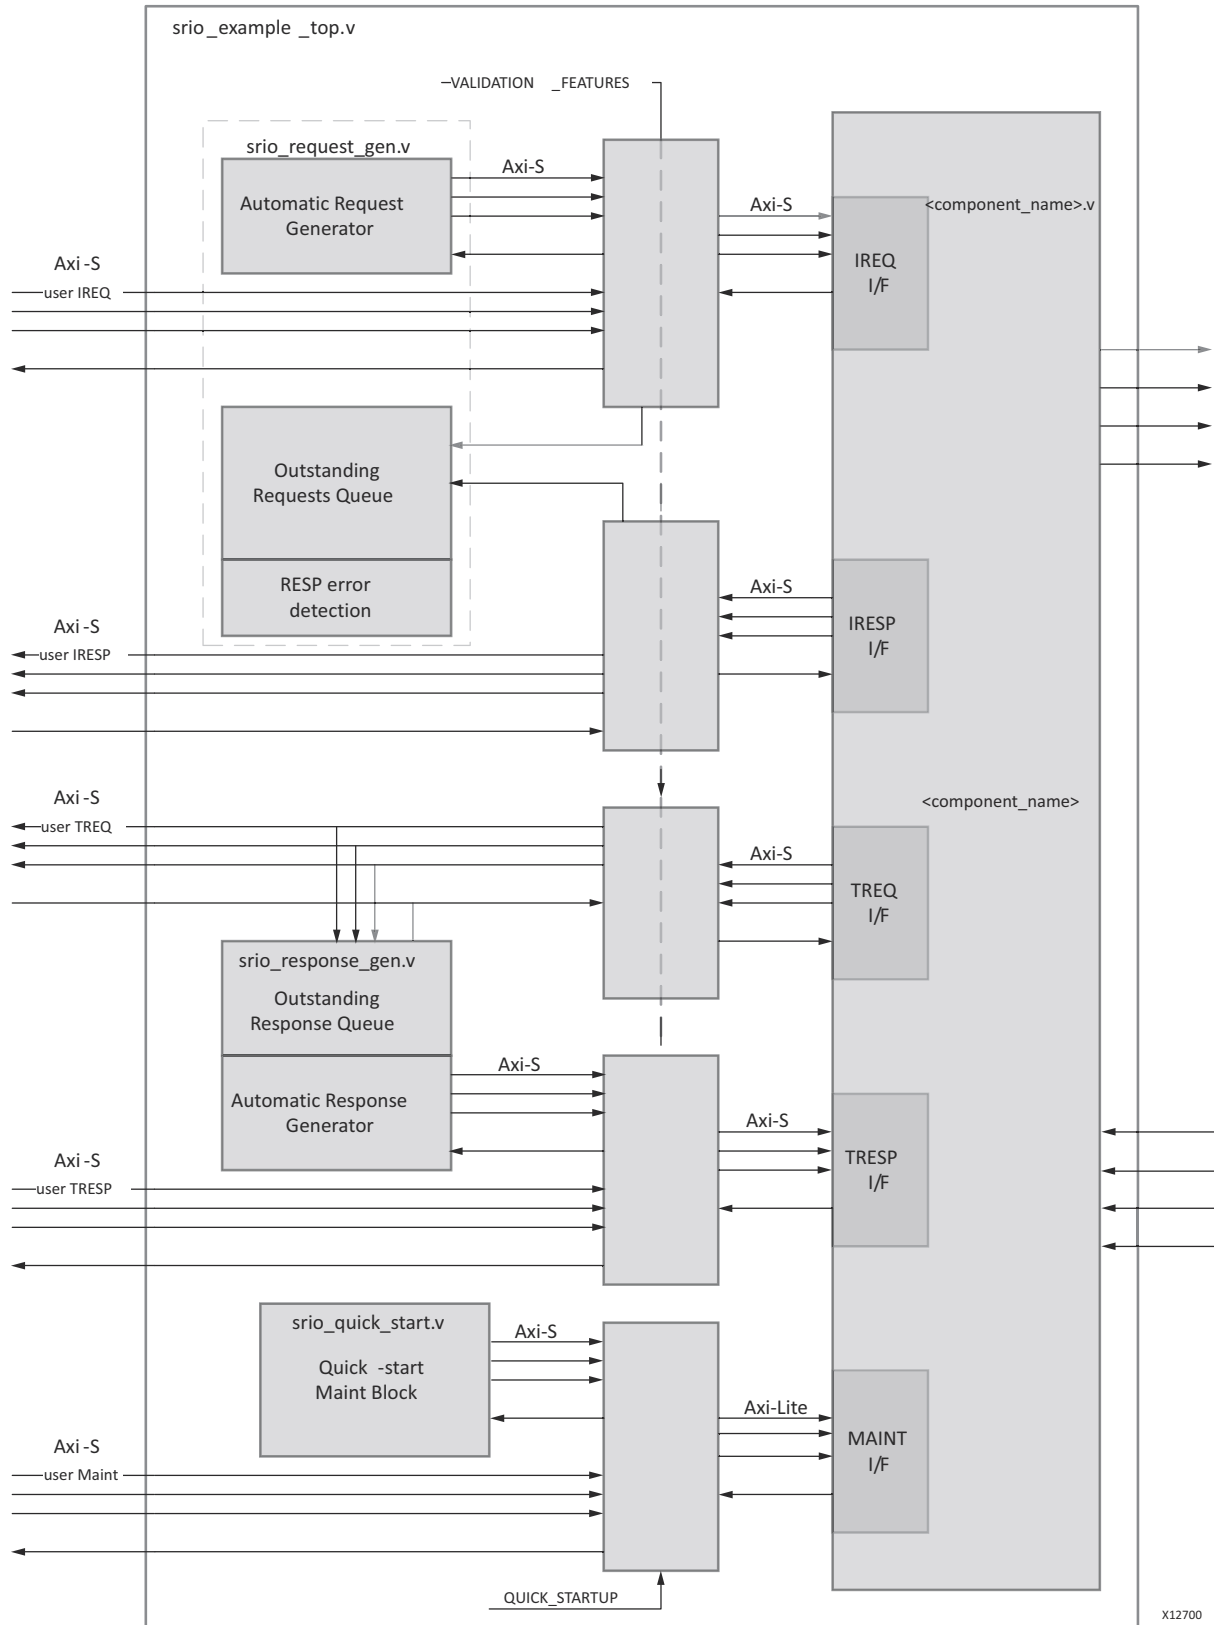 srio_example _top.v
VALIDATION _FEATURES
srio_request_gen.v
Axi-S
Automatic Request
Generator
Axi-S
<component_name>.v
IREQ
I/F
Axi-S
user IREQ
Outstanding
Requests Queue
RESP error
detection
Axi-S
IRESP
I/F
Axi-S
user IRESP
Axi-S
user TREQ
<component_name>
Axi-S
TREQ
I/F
srio_response_gen.v
Outstanding
Response Queue
Axi-S
Automatic Response
Generator
Axi-S
TRESP
I/F
Axi-S
user TRESP
srio_quick_start.v
Axi-S
Quick -start
Maint Block
Axi-Lite
MAINT
I/F
Axi-S
user Maint
QUICK_STARTUP
X12700